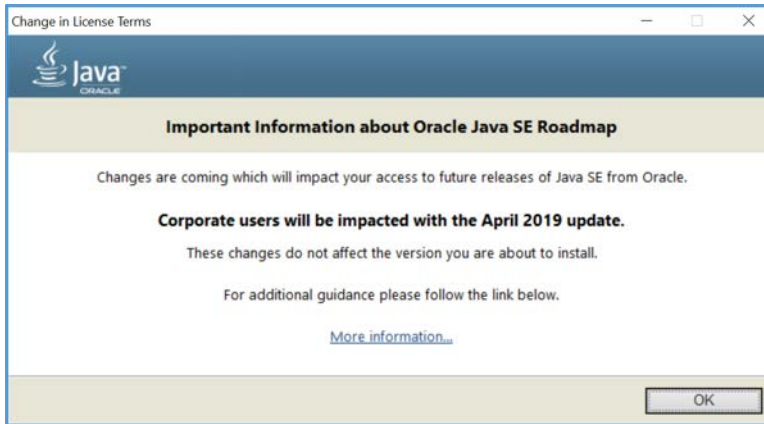 Change in License Terms
Java
ORACLE
Important Information about Oracle Java SE Roadmap
Changes are coming which will impact your access to future releases of Java SE from Oracle.
Corporate users will be impacted with the April 2019 update.
These changes do not affect the version you are about to install.
For additional guidance please follow the link below.
More information...
OK